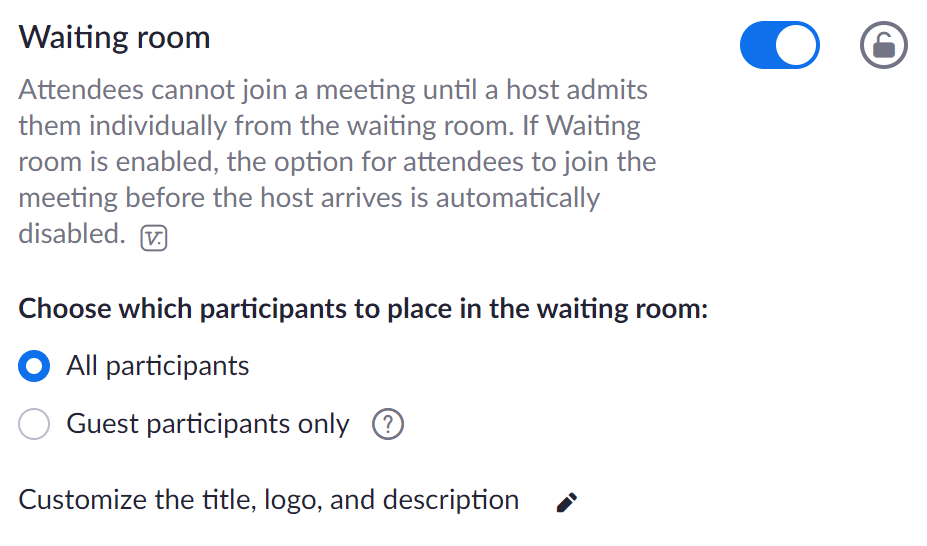 Waiting room
Attendees cannot join a meeting until a host admits
them individually from the waiting room. If Waiting
room is enabled, the option for attendees to join the
meeting before the host arrives is automatically
disabled. V.
Choose which participants to place in the waiting room:
All participants
Guest participants only ?
Customize the title, logo, and description